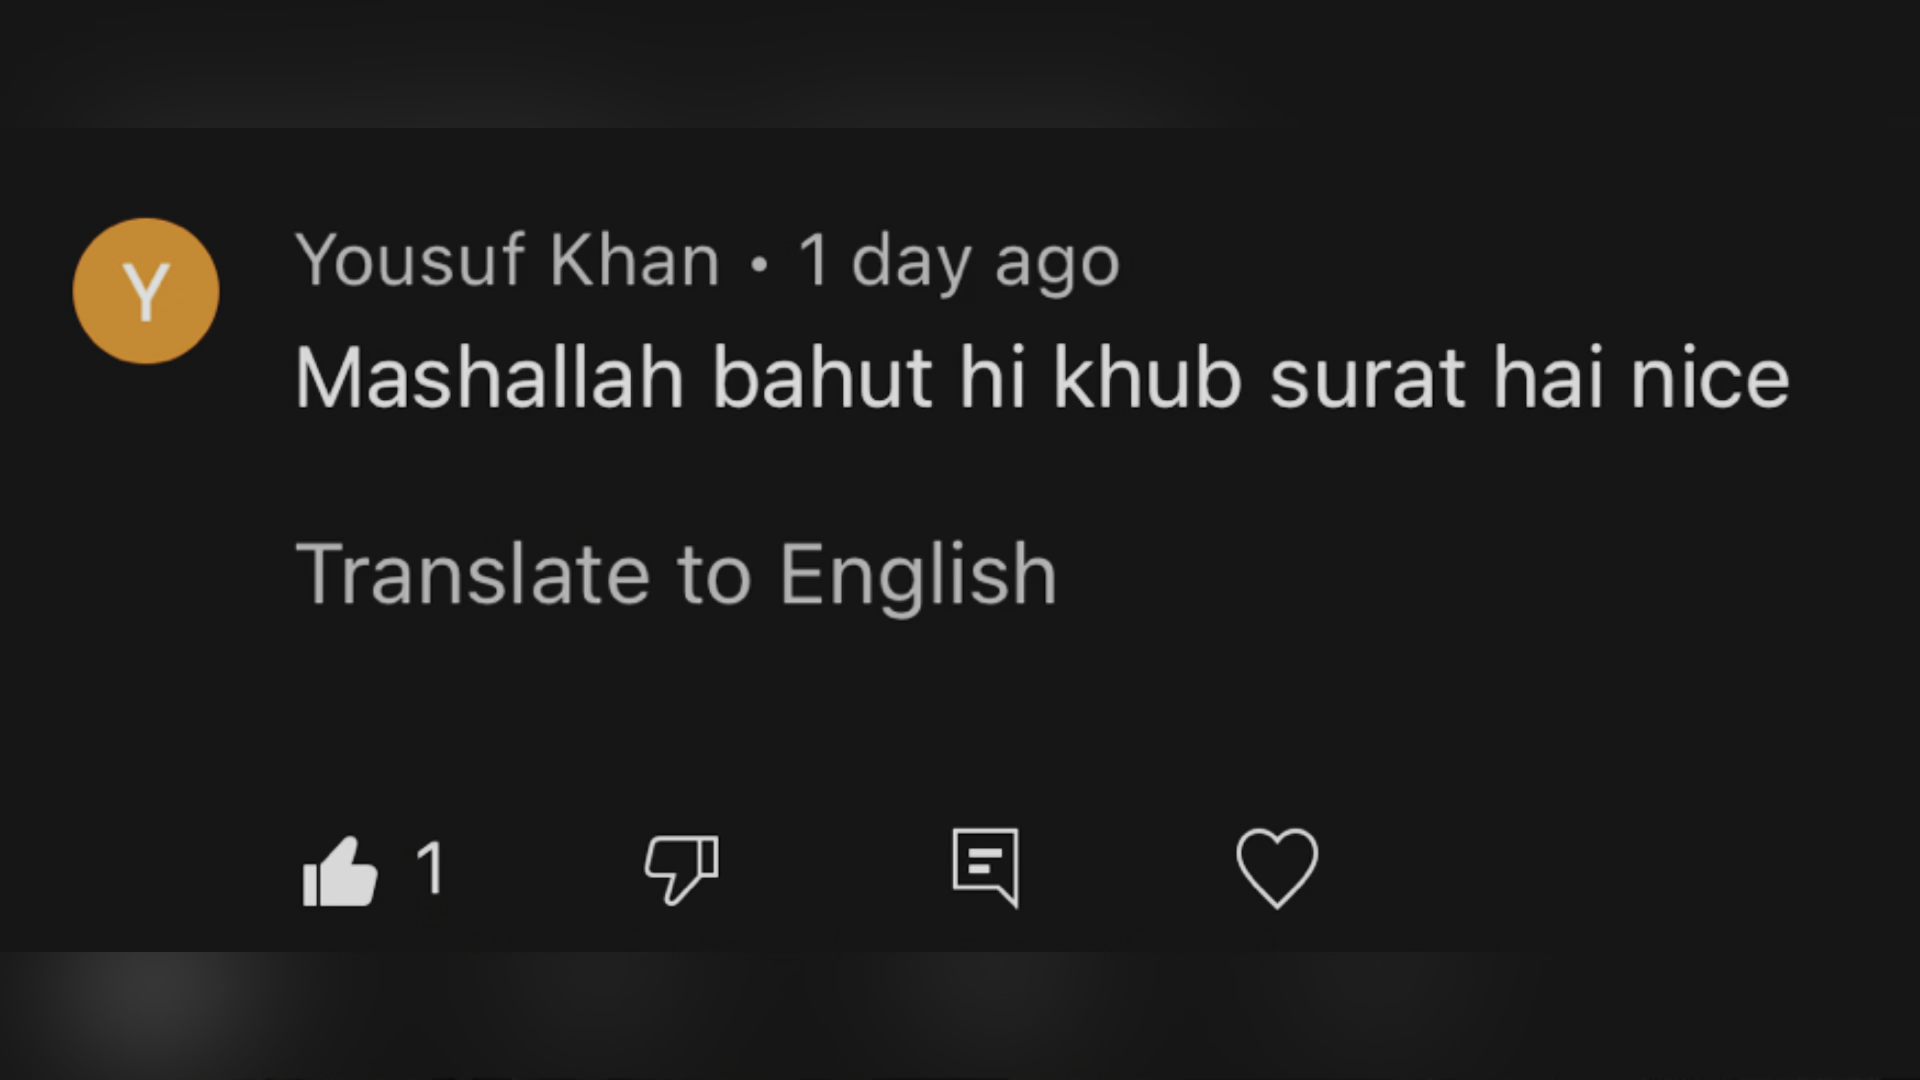 Y
Yousuf Khan • 1 day ago
Mashallah bahut hi khub surat hai nice
Translate to English
1